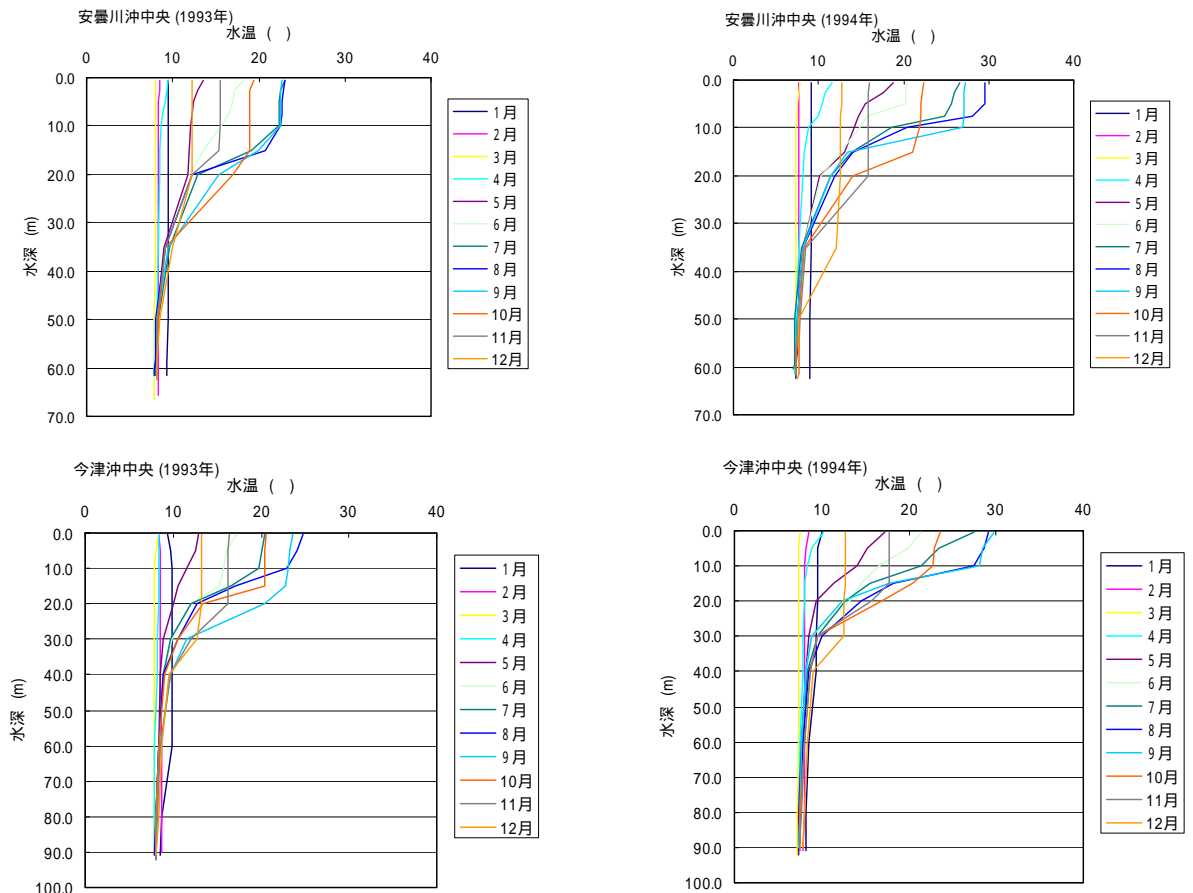 安曇川沖中央 (1993年)
水温 ( )
0 10 20 30 40
0.0
10.0
20.0
30.0
40.0
50.0
60.0
70.0
水深 (m)
1月
2月
3月
4月
5月
6月
7月
8月
9月
10月
11月
12月
安曇川沖中央 (1994年)
水温 ( )
0 10 20 30 40
0.0
10.0
20.0
30.0
40.0
50.0
60.0
70.0
水深 (m)
1月
2月
3月
4月
5月
6月
7月
8月
9月
10月
11月
12月
今津沖中央 (1993年)
水温 ( )
0 10 20 30 40
0.0
10.0
20.0
30.0
40.0
50.0
60.0
70.0
80.0
90.0
100.0
水深 (m)
1月
2月
3月
4月
5月
6月
7月
8月
9月
10月
11月
12月
今津沖中央 (1994年)
水温 ( )
0 10 20 30 40
0.0
10.0
20.0
30.0
40.0
50.0
60.0
70.0
80.0
90.0
100.0
水深 (m)
1月
2月
3月
4月
5月
6月
7月
8月
9月
10月
11月
12月